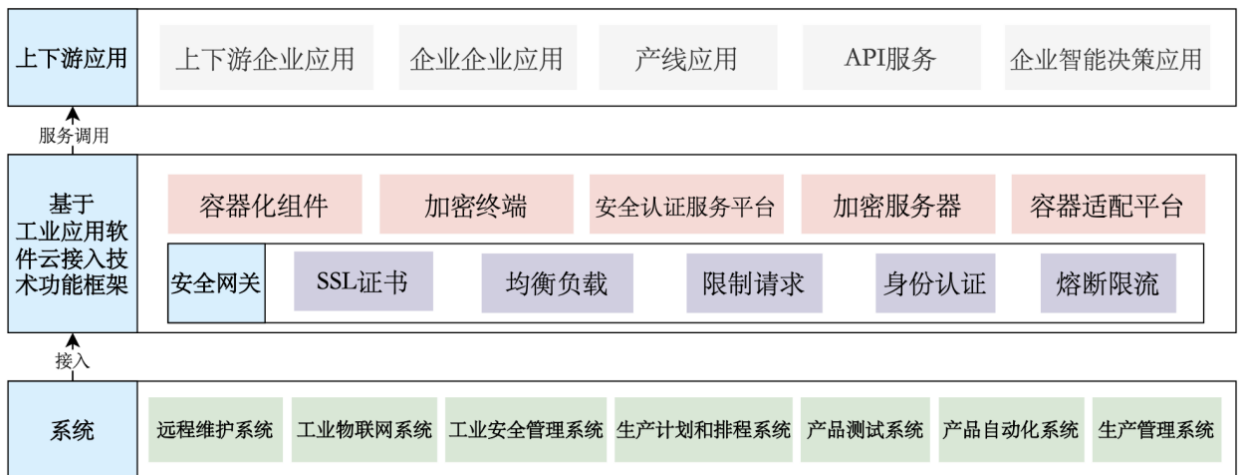 上下游应用
上下游企业应用
企业企业应用
产线应用
API服务
企业智能决策应用
服务调用
基于
工业应用软
件云接入技
术功能框架
容器化组件
加密终端
安全认证服务平台
加密服务器
容器适配平台
安全网关
SSL证书
均衡负载
限制请求
身份认证
熔断限流
接入
系统
远程维护系统
工业物联网系统
工业安全管理系统
生产计划和排程系统
产品测试系统
产品自动化系统
生产管理系统